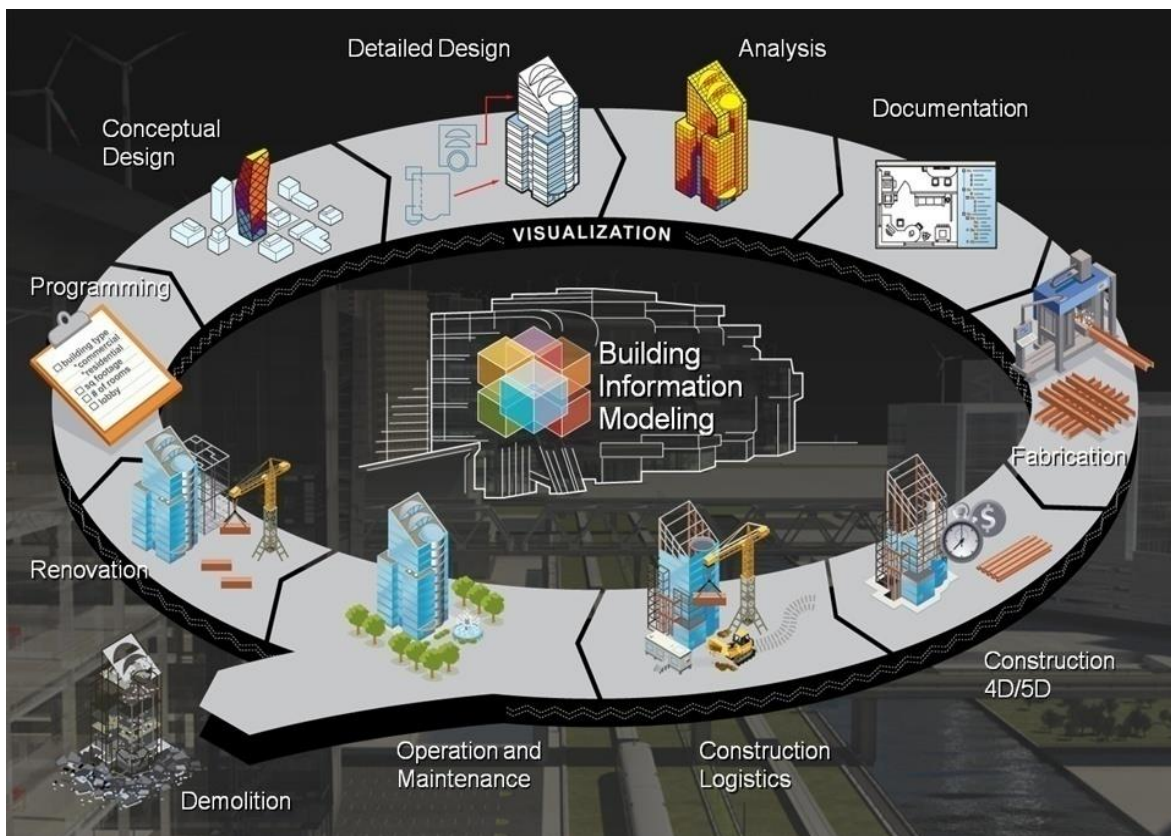 Detailed Design
Analysis
Documentation
Conceptual
Design
VISUALIZATION
Programming
building type
*commercial
*residential
sq footage
# of rooms
lobby
Building
Information
Modeling
Fabrication
$
Renovation
Construction
4D/5D
Operation and
Maintenance
Construction
Logistics
Demolition